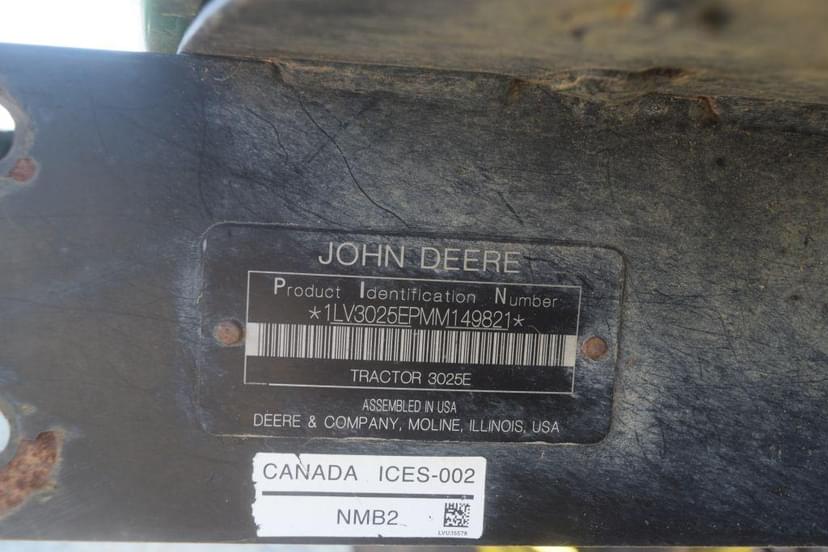 JOHN DEERE
Product Identification Number
*1LV3025EPMM149821*
TRACTOR 3025E
ASSEMBLED IN USA
DEERE & COMPANY, MOLINE, ILLINOIS, USA
CANADA ICES-002
NMB2